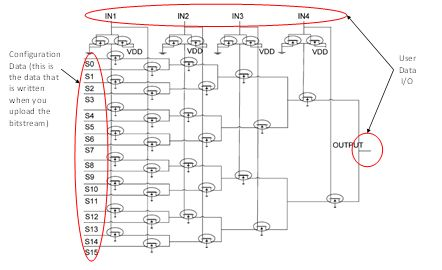 IN1 IN2 IN3 IN4
VDD VDD VDD VDD
Configuration
Data (this is
the data that
is written
when you
upload the
bitstream)
User
Data
I/O
S0
S1
S2
S3
S4
S5
S6
S7
S8
S9
S10
S11
S12
S13
S14
S15
OUTPUT